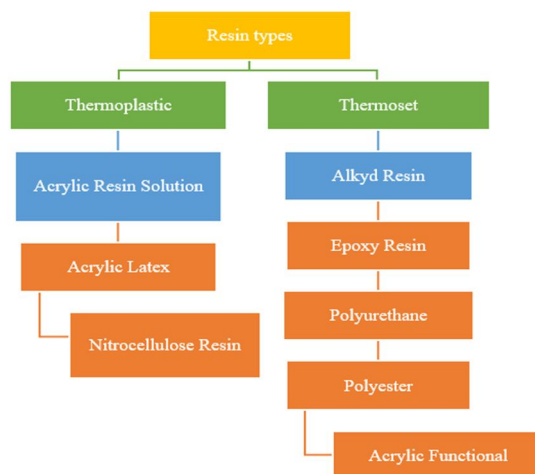 Resin types
Thermoplastic
Thermoset
Acrylic Resin Solution
Alkyd Resin
Acrylic Latex
Epoxy Resin
Nitrocellulose Resin
Polyurethane
Polyester
Acrylic Functional